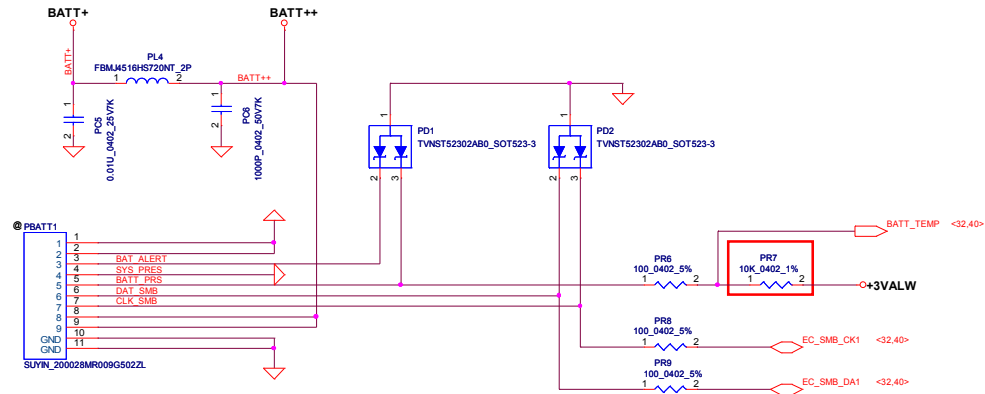 BATT+
BATT++
BATT+
PL4
FBMJ4516HS720NT_2P
1
2
BATT++
1
2
PC5
0.01U_0402_25V7K
1
2
PC6
1000P_0402_50V7K
1
2
3
PD1
TVNST52302AB0_SOT523-3
1
2
3
PD2
TVNST52302AB0_SOT523-3
@
PBATT1
1
2
3
4
5
6
7
8
9
GND
GND
1
2
3
4
5
6
7
8
9
10
11
BAT_ALERT
SYS_PRES
BATT_PRS
DAT_SMB
CLK_SMB
SUYIN_200028MR009G502ZL
BATT_TEMP <32,40>
PR6
100_0402_5%
1
2
PR7
10K_0402_1%
1
2
+3VALW
PR8
100_0402_5%
1
2
EC_SMB_CK1 <32,40>
PR9
100_0402_5%
1
2
EC_SMB_DA1 <32,40>